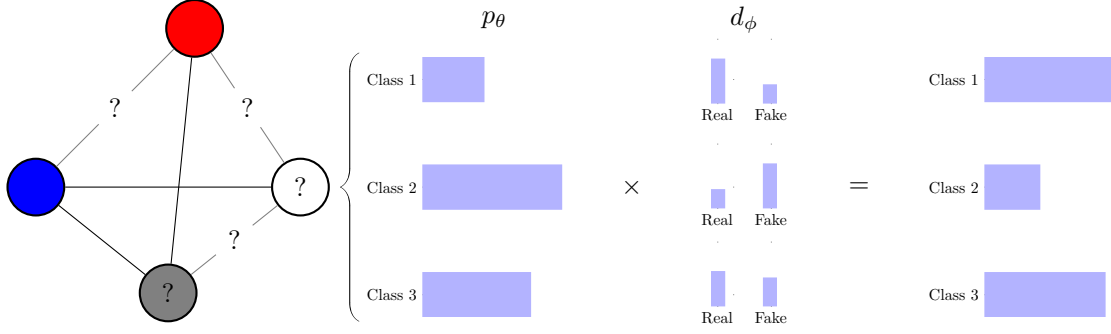 p_θ d_ϕ
?
?
?
?
?
Class 1
Class 2
Class 3
Real Fake
Real Fake
Real Fake
×
=
Class 1
Class 2
Class 3